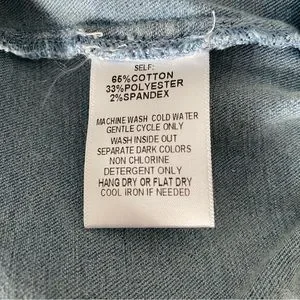 SELF:
65%COTTON
33%POLYESTER
2%SPANDEX
MACHINE WASH COLD WATER
GENTLE CYCLE ONLY
WASH INSIDE OUT
SEPARATE DARK COLORS
NON CHLORINE
DETERGENT ONLY
HANG DRY OR FLAT DRY
COOL IRON IF NEEDED